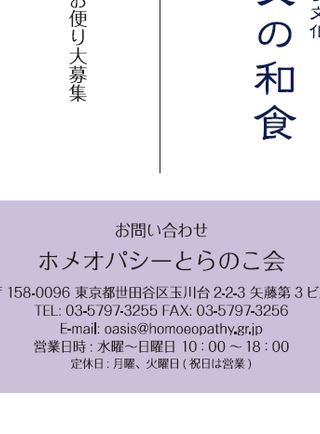 文化
の和食
お便り大募集
お問い合わせ
ホメオパシーとらのこ会
〒158-0096 東京都世田谷区玉川台 2-2-3 矢藤第 3 ビ
TEL: 03-5797-3255 FAX: 03-5797-3256
E-mail: oasis@homoeopathy.gr.jp
営業日時 : 水曜〜日曜日 10 : 00 〜 18 : 00
定休日 : 月曜、火曜日 ( 祝日は営業 )